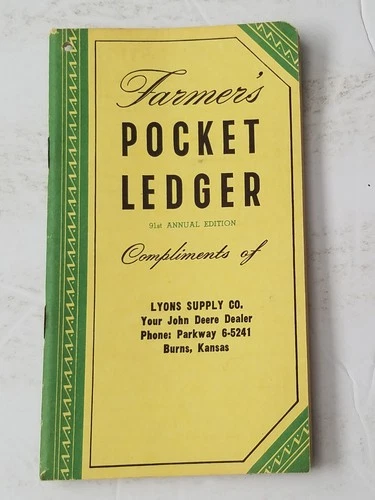 Farmer's
POCKET
LEDGER
91st ANNUAL EDITION
Compliments of
LYONS SUPPLY CO.
Your John Deere Dealer
Phone: Parkway 6-5241
Burns, Kansas